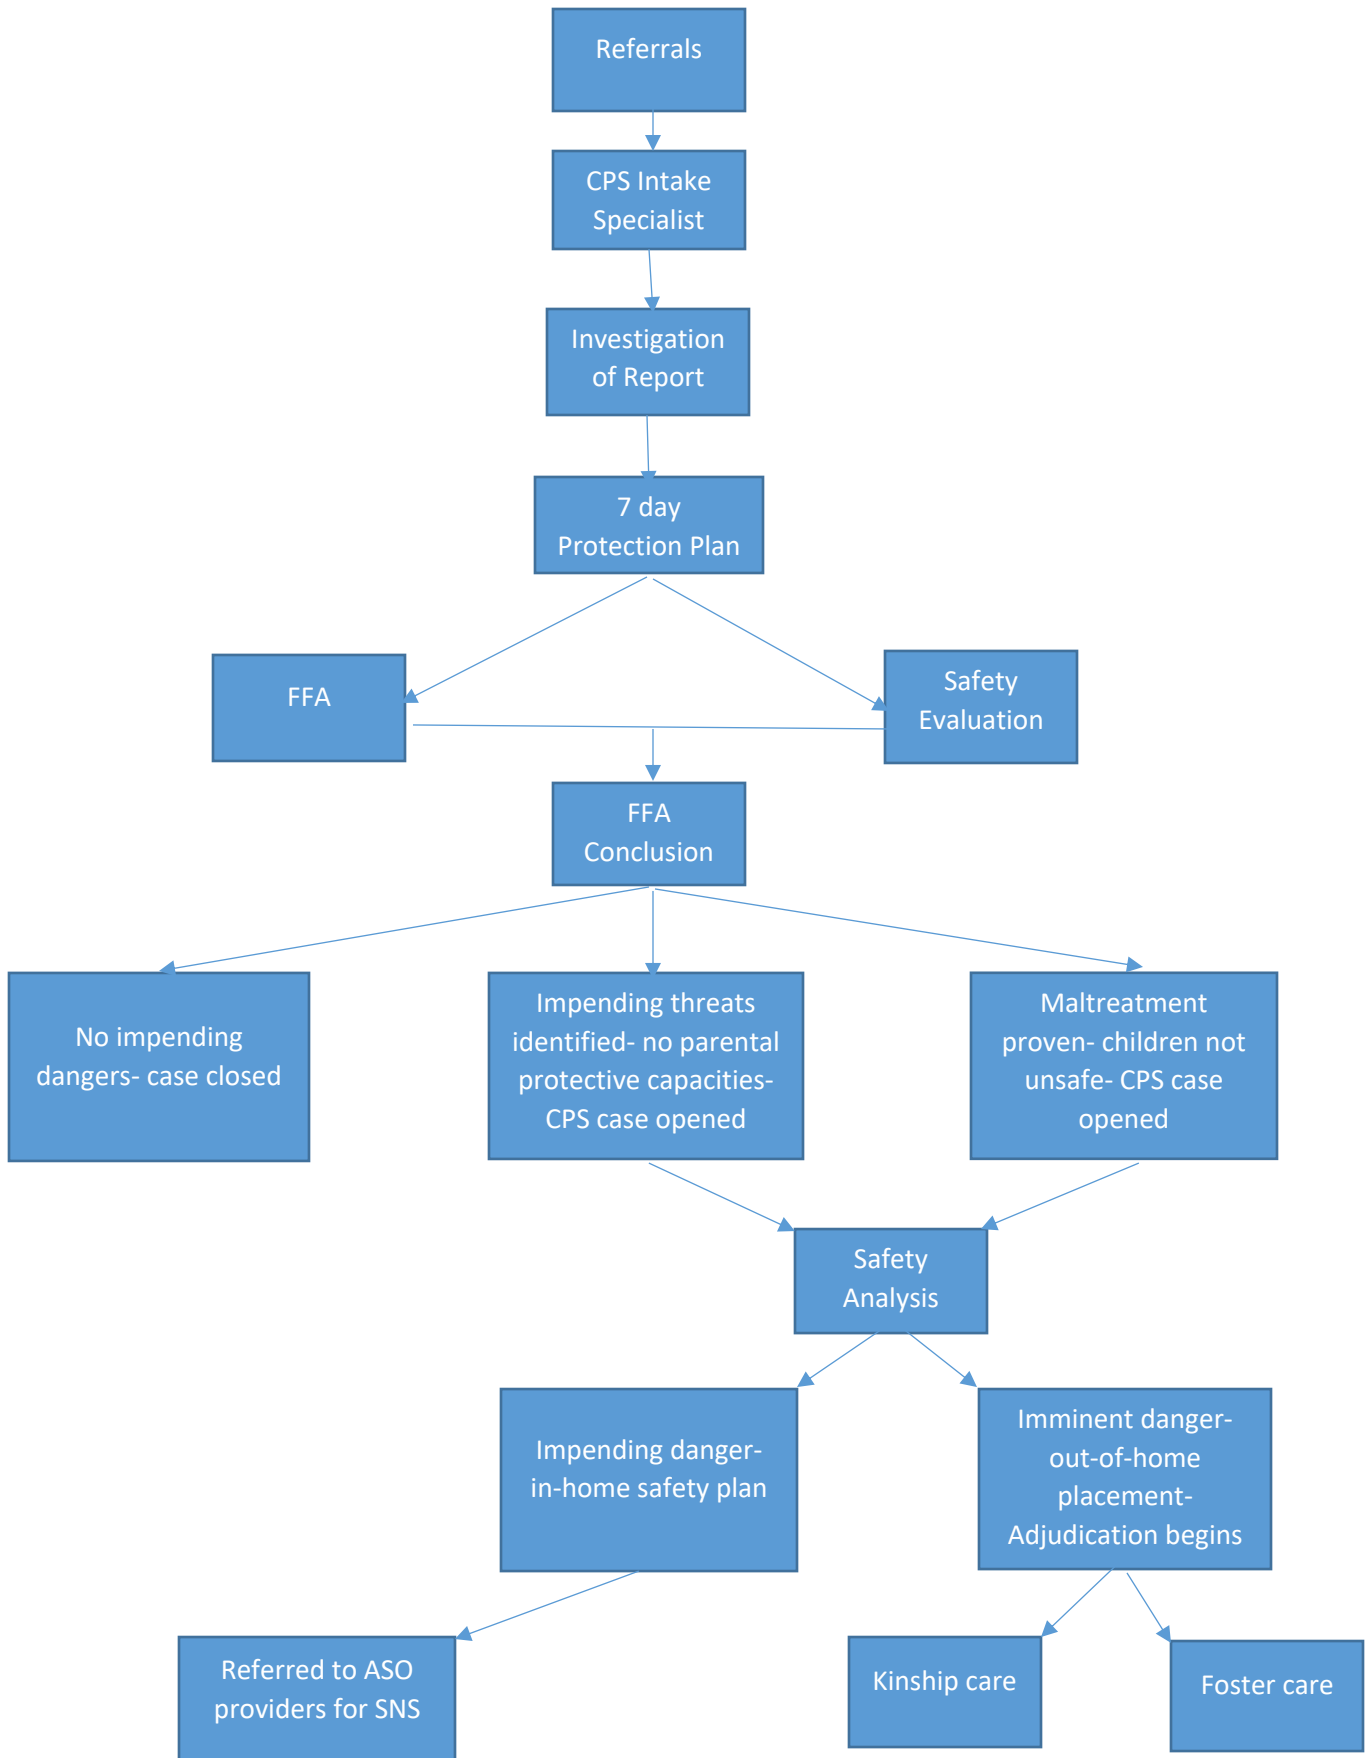 Referrals
CPS Intake
Specialist
Investigation
of Report
7 day
Protection Plan
FFA
Safety
Evaluation
FFA
Conclusion
No impending
dangers- case closed
Impending threats
identified- no parental
protective capacities-
CPS case opened
Maltreatment
proven- children not
unsafe- CPS case
opened
Safety
Analysis
Impending danger-
in-home safety plan
Imminent danger-
out-of-home
placement-
Adjudication begins
Referred to ASO
providers for SNS
Kinship care
Foster care